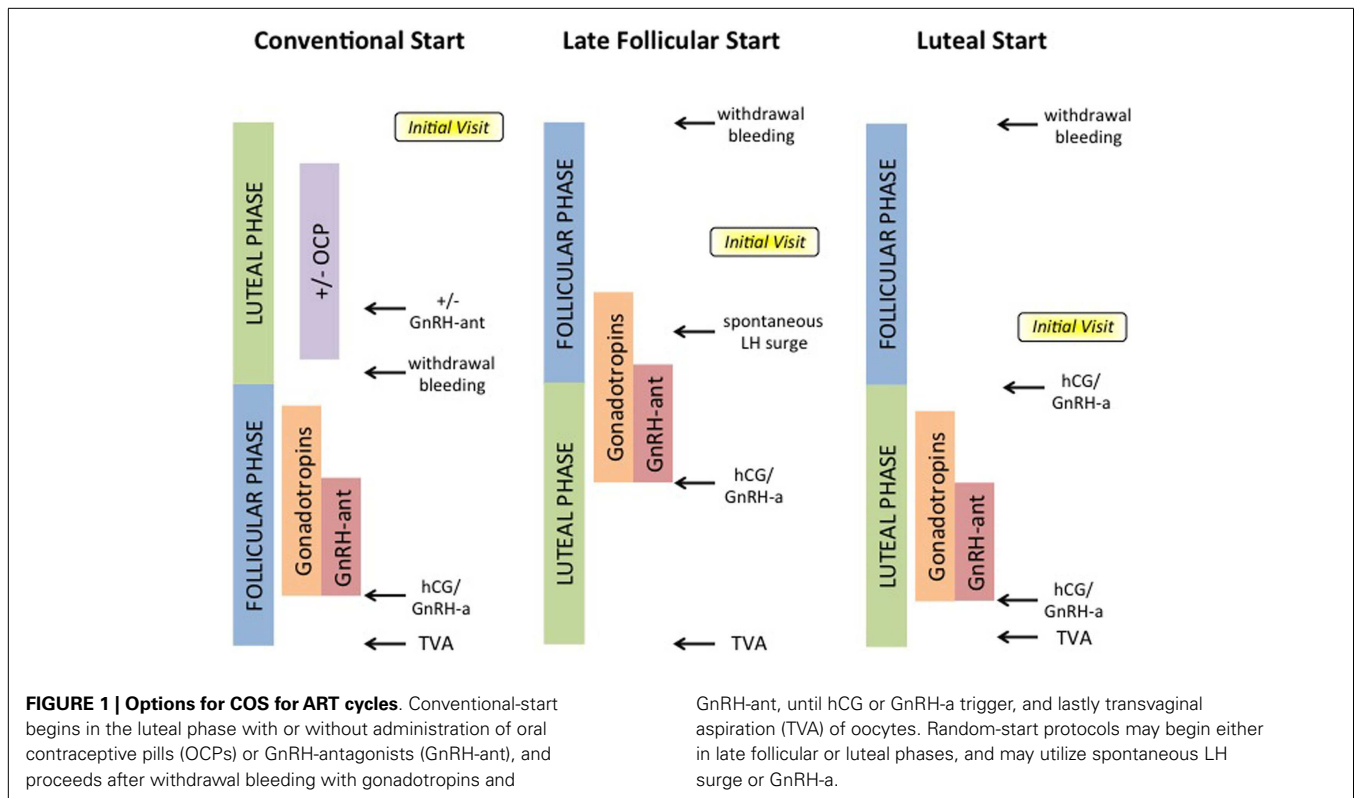 Conventional Start
Initial Visit
LUTEAL PHASE
+/- OCP
+/-
GnRH-ant
withdrawal
bleeding
FOLLICULAR PHASE
Gonadotropins
GnRH-ant
hCG/
GnRH-a
TVA
Late Follicular Start
withdrawal
bleeding
FOLLICULAR PHASE
Initial Visit
Gonadotropins
spontaneous
LH surge
GnRH-ant
LUTEAL PHASE
hCG/
GnRH-a
TVA
Luteal Start
withdrawal
bleeding
FOLLICULAR PHASE
Initial Visit
hCG/
GnRH-a
LUTEAL PHASE
Gonadotropins
GnRH-ant
hCG/
GnRH-a
TVA
FIGURE 1 | Options for COS for ART cycles. Conventional-start
begins in the luteal phase with or without administration of oral
contraceptive pills (OCPs) or GnRH-antagonists (GnRH-ant), and
proceeds after withdrawal bleeding with gonadotropins and
GnRH-ant, until hCG or GnRH-a trigger, and lastly transvaginal
aspiration (TVA) of oocytes. Random-start protocols may begin either
in late follicular or luteal phases, and may utilize spontaneous LH
surge or GnRH-a.